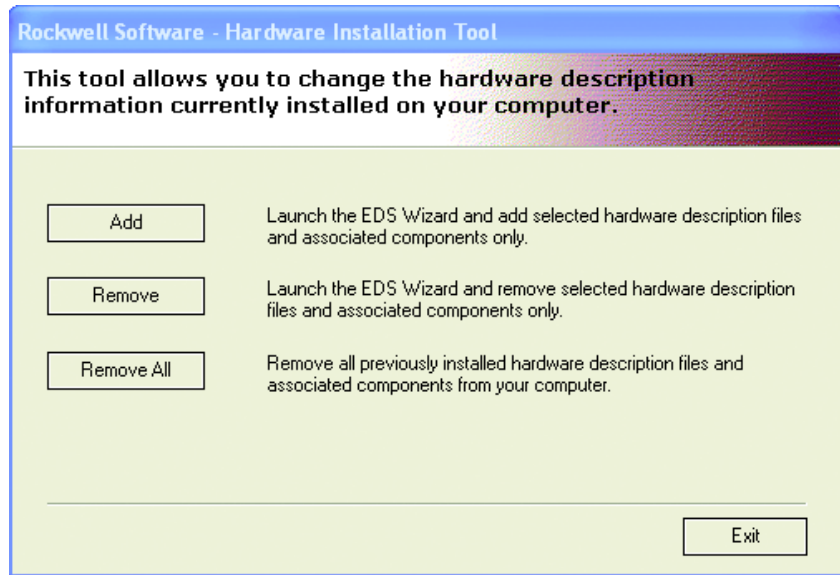 Rockwell Software - Hardware Installation Tool
This tool allows you to change the hardware description
information currently installed on your computer.
Add
Launch the EDS Wizard and add selected hardware description files
and associated components only.
Remove
Launch the EDS Wizard and remove selected hardware description
files and associated components only.
Remove All
Remove all previously installed hardware description files and
associated components from your computer.
Exit